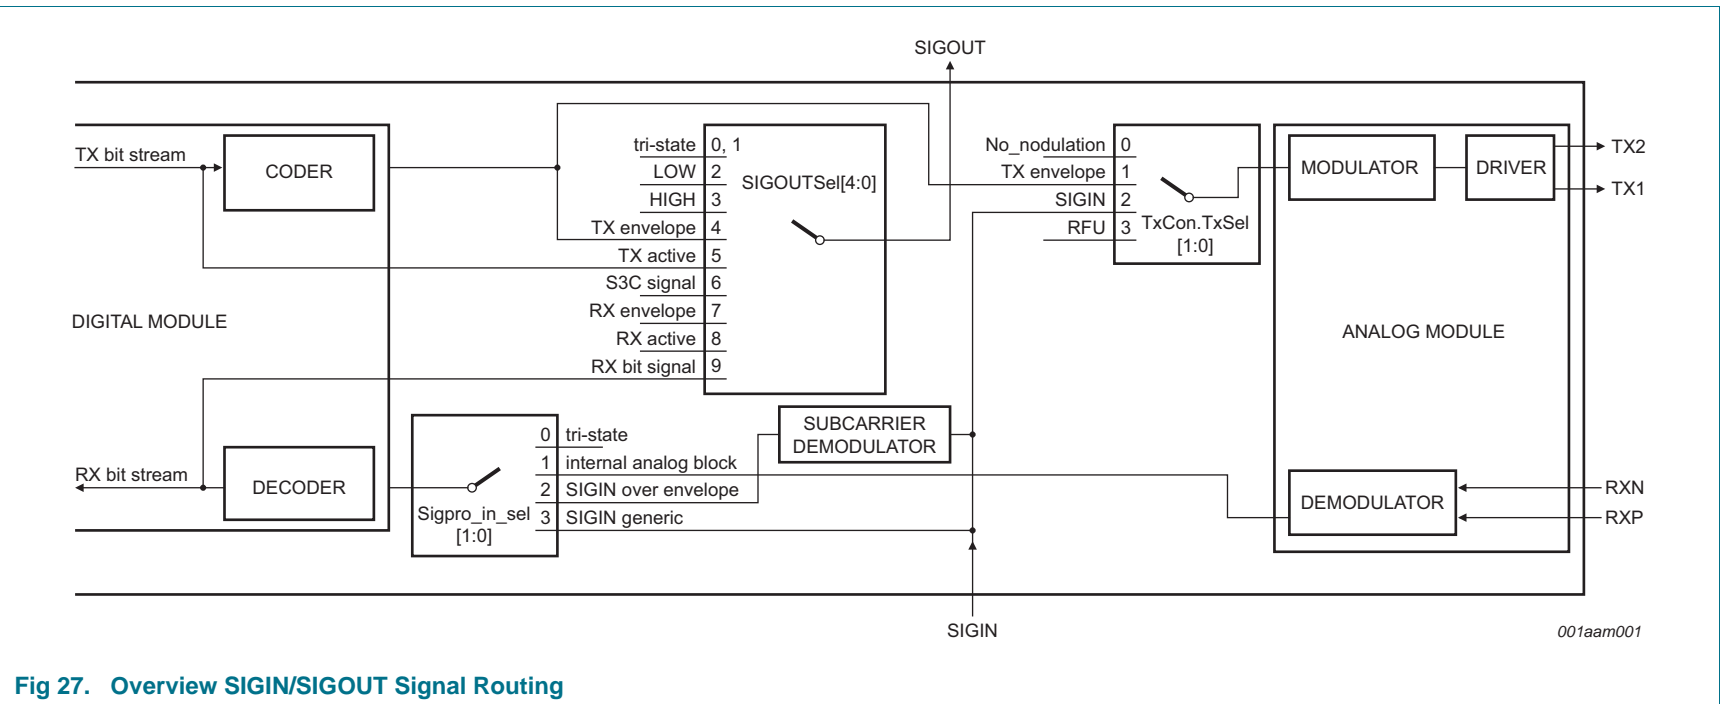 SIGOUT
TX bit stream
CODER
tri-state 0, 1
LOW 2
HIGH 3
TX envelope 4
TX active 5
S3C signal 6
RX envelope 7
RX active 8
RX bit signal 9
SIGOUTSel[4:0]
No_nodulation 0
TX envelope 1
SIGIN 2
RFU 3
TxCon.TxSel
[1:0]
MODULATOR
DRIVER
TX2
TX1
DIGITAL MODULE
ANALOG MODULE
RX bit stream
DECODER
Sigpro_in_sel
[1:0]
0 tri-state
1 internal analog block
2 SIGIN over envelope
3 SIGIN generic
SUBCARRIER
DEMODULATOR
DEMODULATOR
RXN
RXP
SIGIN
001aam001
Fig 27. Overview SIGIN/SIGOUT Signal Routing